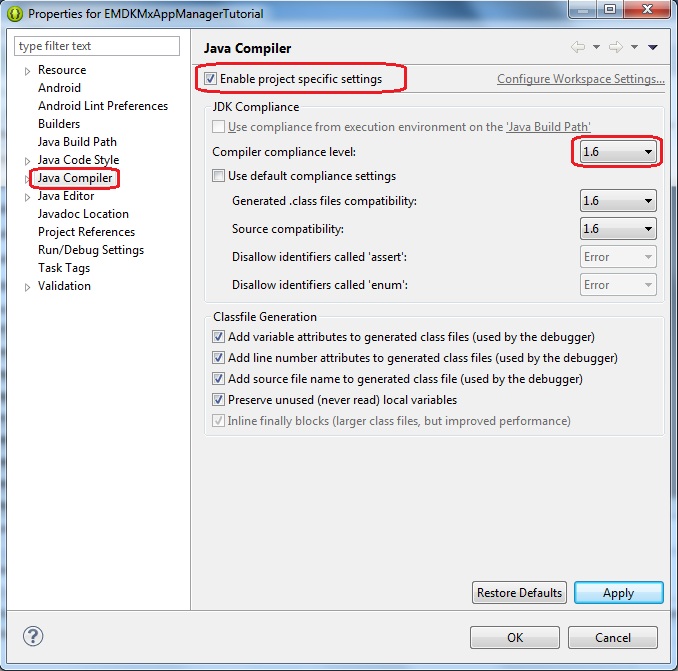 Properties for EMDKMxAppManagerTutorial
type filter text
Resource
Android
Android Lint Preferences
Builders
Java Build Path
Java Code Style
Java Compiler
Java Editor
Javadoc Location
Project References
Run/Debug Settings
Task Tags
Validation
Java Compiler
Enable project specific settings
Configure Workspace Settings...
JDK Compliance
Use compliance from execution environment on the 'Java Build Path'
Compiler compliance level: 1.6
Use default compliance settings
Generated .class files compatibility: 1.6
Source compatibility: 1.6
Disallow identifiers called 'assert': Error
Disallow identifiers called 'enum': Error
Classfile Generation
Add variable attributes to generated class files (used by the debugger)
Add line number attributes to generated class files (used by the debugger)
Add source file name to generated class file (used by the debugger)
Preserve unused (never read) local variables
Inline finally blocks (larger class files, but improved performance)
Restore Defaults Apply
? OK Cancel